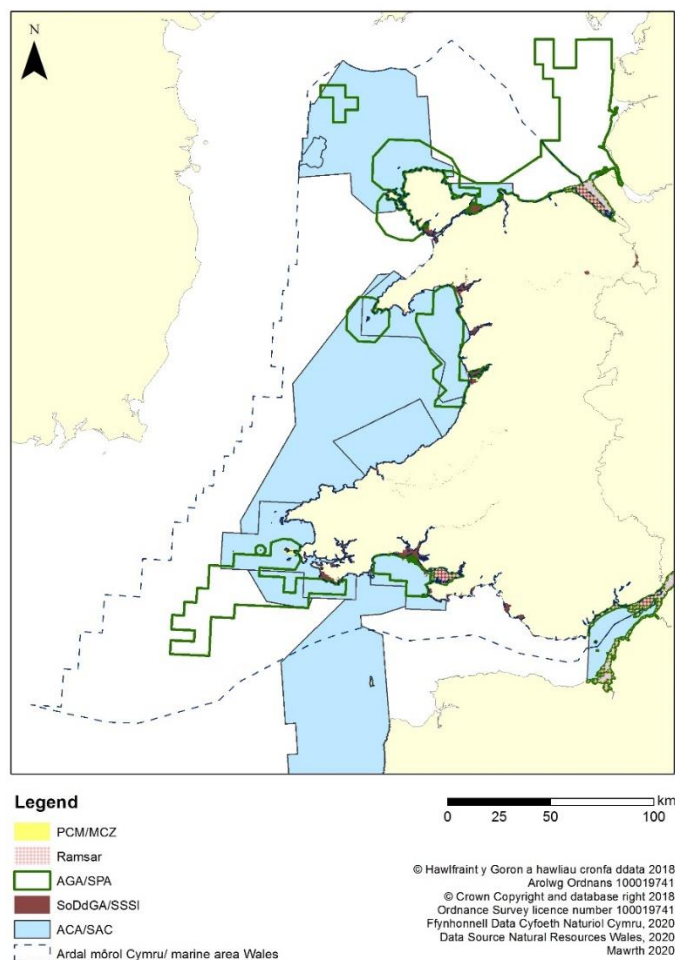 N
Legend
PCM/MCZ
Ramsar
AGA/SPA
SoDdGA/SSSI
ACA/SAC
Ardal môrol Cymru/ marine area Wales
km
0 25 50 100
© Hawlfraint y Goron a hawliau cronfa ddata 2018
Arolwg Ordnans 100019741
© Crown Copyright and database right 2018
Ordnance Survey licence number 100019741
Ffynhonnell Data Cyfoeth Naturiol Cymru, 2020
Data Source Natural Resources Wales, 2020
Mawrth 2020